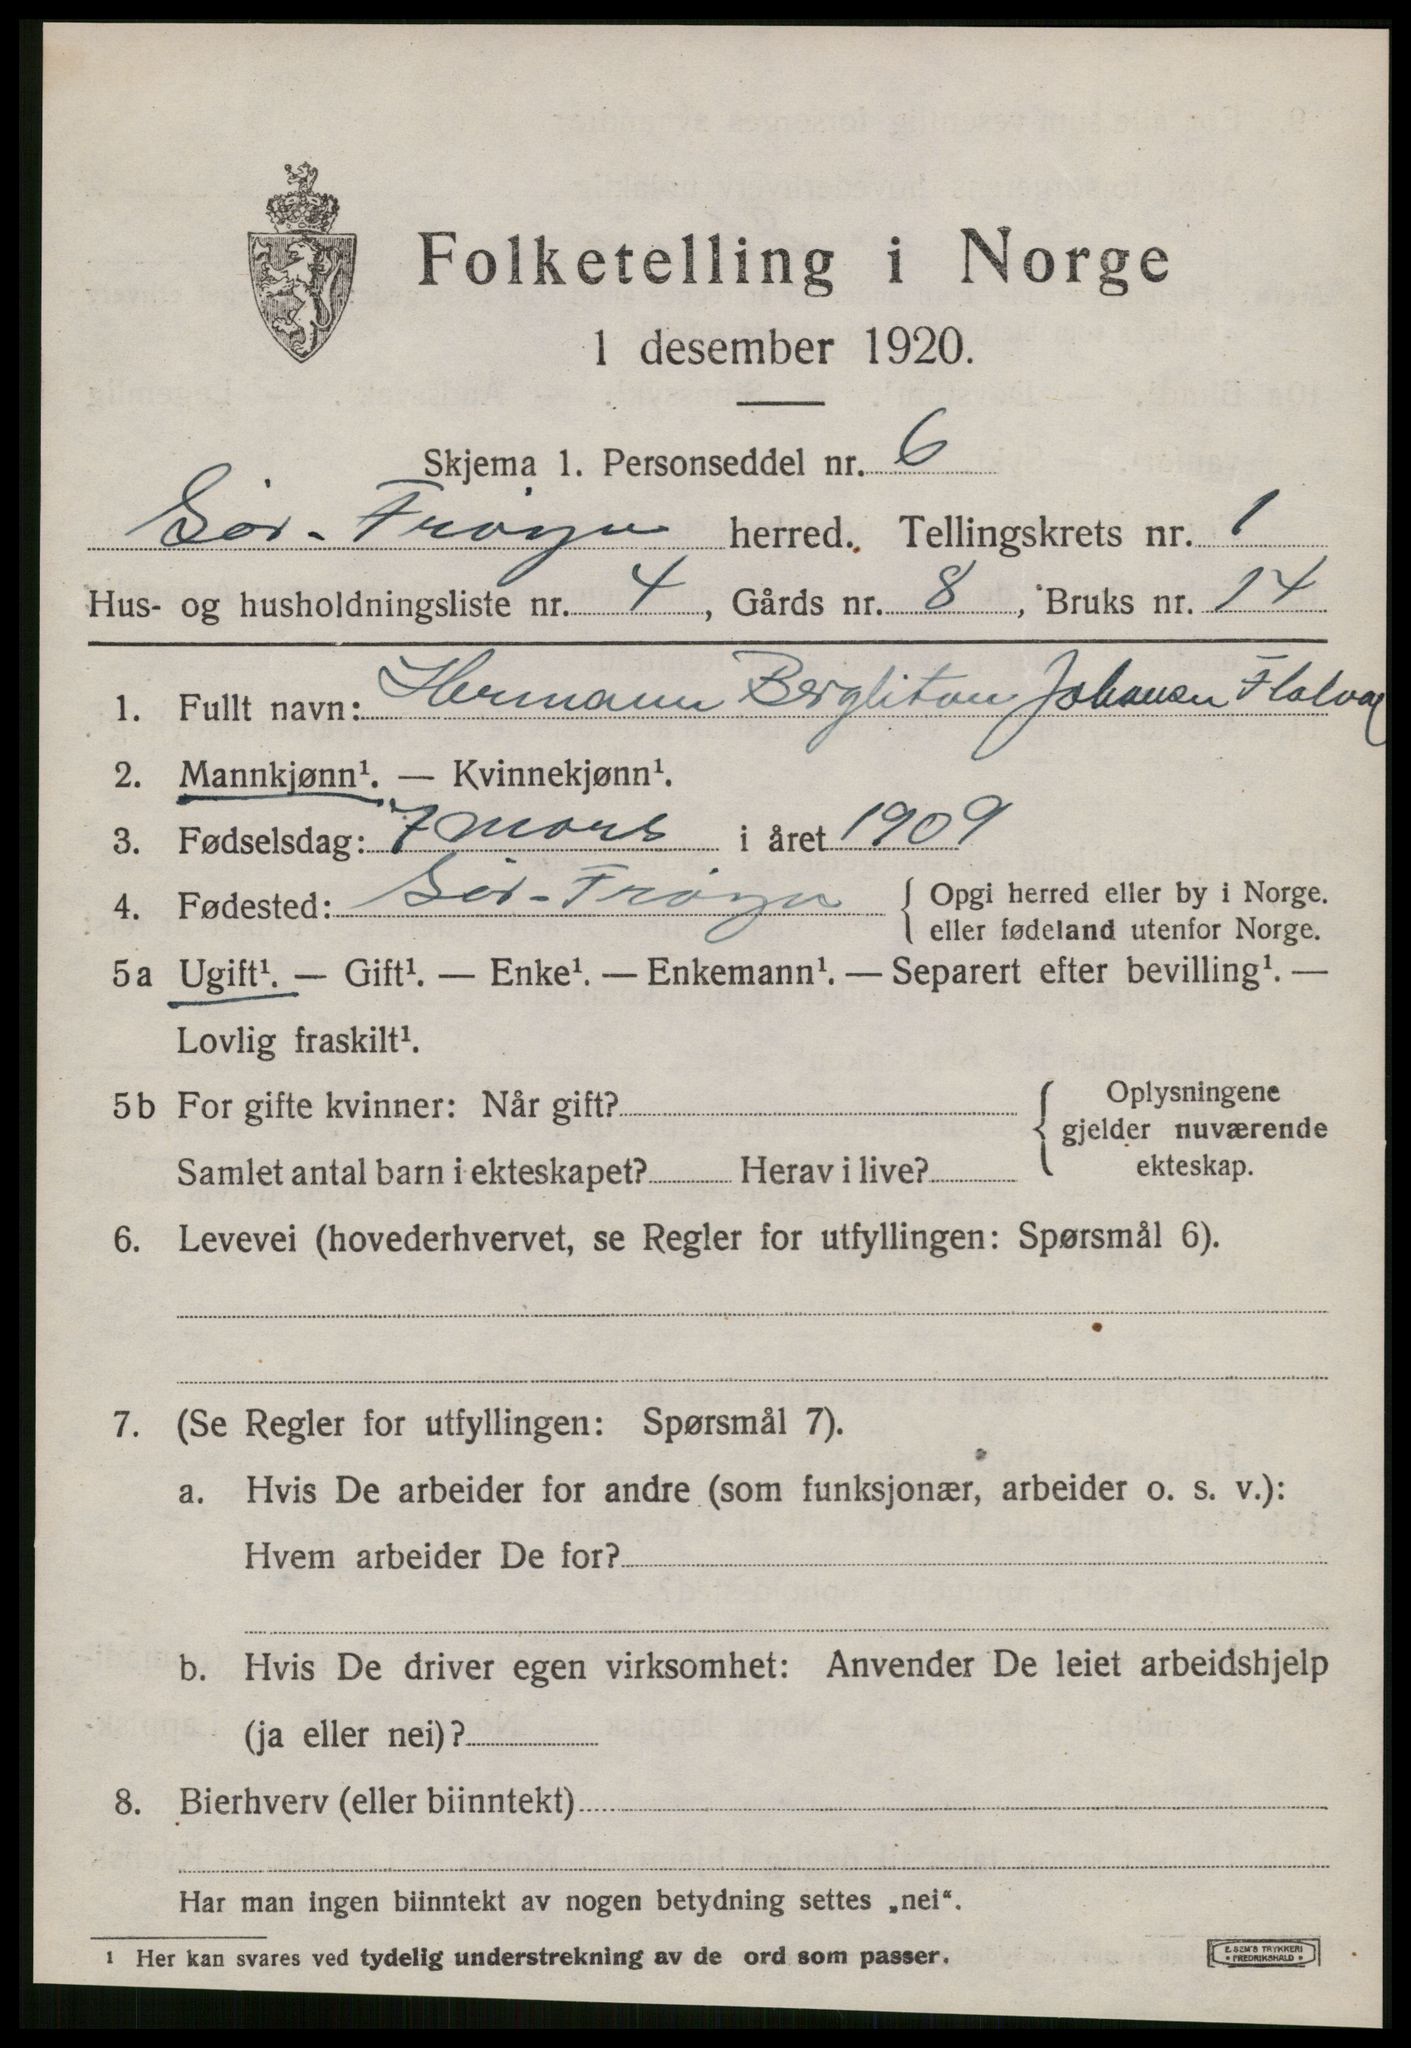 Folketelling i Norge
1 desember 1920.
Skjema 1. Personseddel nr. 6
Sör-Fröya herred. Tellingskrets nr. 1
Hus- og husholdningsliste nr. 4, Gårds nr. 8, Bruks nr. 14
1. Fullt navn: Hermann Johansen
2. Mannkjønn¹. — Kvinnekjønn¹.
3. Fødselsdag: 7 mars i året 1909
4. Fødested: Sör-Fröya { Opgi herred eller by i Norge.
eller fødeland utenfor Norge.
5a Ugift¹. — Gift¹. — Enke¹. — Enkemann¹. — Separert efter bevilling¹. —
Lovlig fraskilt¹.
5b For gifte kvinner: Når gift? { Oplysningene
gjelder nuværende
Samlet antal barn i ekteskapet? Herav i live? ekteskap.
6. Levevei (hovederhvervet, se Regler for utfyllingen: Spørsmål 6).
7. (Se Regler for utfyllingen: Spørsmål 7).
a. Hvis De arbeider for andre (som funksjonær, arbeider o. s. v.):
Hvem arbeider De for?
b. Hvis De driver egen virksomhet: Anvender De leiet arbeidshjelp
(ja eller nei)?
8. Bierhverv (eller biinntekt)
Har man ingen biinntekt av nogen betydning settes „nei“.
1 Her kan svares ved tydelig understrekning av de ord som passer.
E. SEM'S TRYKKERI
• FREDRIKSHALD •